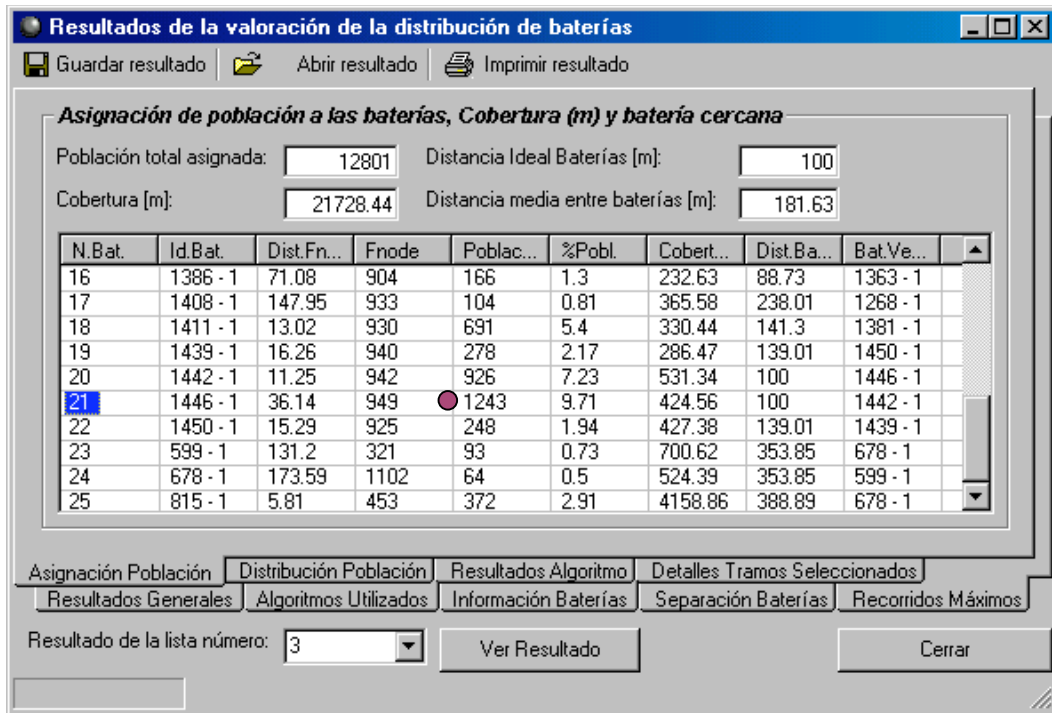 Resultados de la valoración de la distribución de baterías
Guardar resultado Abrir resultado Imprimir resultado
Asignación de población a las baterías, Cobertura (m) y batería cercana
Población total asignada: 12801 Distancia Ideal Baterías [m]: 100
Cobertura [m]: 21728.44 Distancia media entre baterías [m]: 181.63
N.Bat. Id.Bat. Dist.Fn... Fnode Poblac... %Pobl. Cobert... Dist.Ba... Bat.Ve...
16 1386 - 1 71.08 904 166 1.3 232.63 88.73 1363 - 1
17 1408 - 1 147.95 933 104 0.81 365.58 238.01 1268 - 1
18 1411 - 1 13.02 930 691 5.4 330.44 141.3 1381 - 1
19 1439 - 1 16.26 940 278 2.17 286.47 139.01 1450 - 1
20 1442 - 1 11.25 942 926 7.23 531.34 100 1446 - 1
21 1446 - 1 36.14 949 1243 9.71 424.56 100 1442 - 1
22 1450 - 1 15.29 925 248 1.94 427.38 139.01 1439 - 1
23 599 - 1 131.2 321 93 0.73 700.62 353.85 678 - 1
24 678 - 1 173.59 1102 64 0.5 524.39 353.85 599 - 1
25 815 - 1 5.81 453 372 2.91 4158.86 388.89 678 - 1
Asignación Población Distribución Población Resultados Algoritmo Detalles Tramos Seleccionados
Resultados Generales Algoritmos Utilizados Información Baterías Separación Baterías Recorridos Máximos
Resultado de la lista número: 3 Ver Resultado Cerrar